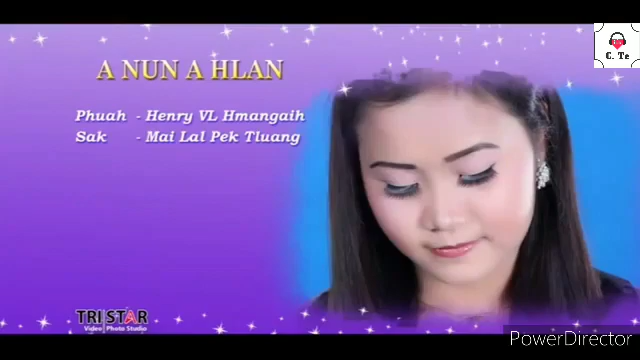 A NUN A HLAN
Phuah - Henry VL Hmangaih
Sak - Mai Lal Pek Tluang
C. Te
TRI STAR
Video Photo Studio
PowerDirector